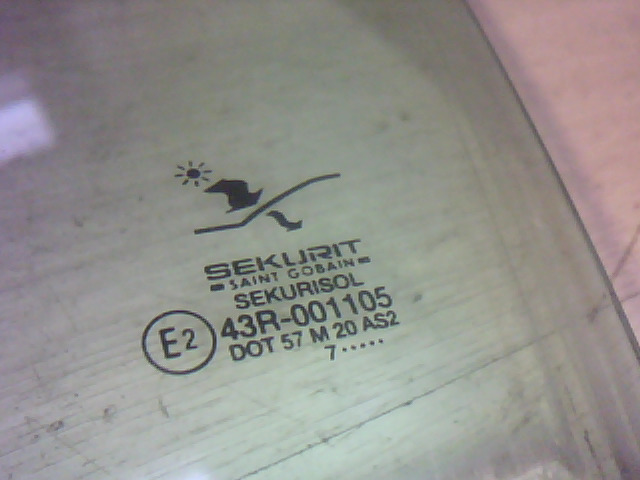 SEKURIT
SAINT GOBAIN
SEKURISOL
E2 43R-001105
DOT 57 M 20 AS2
7.....